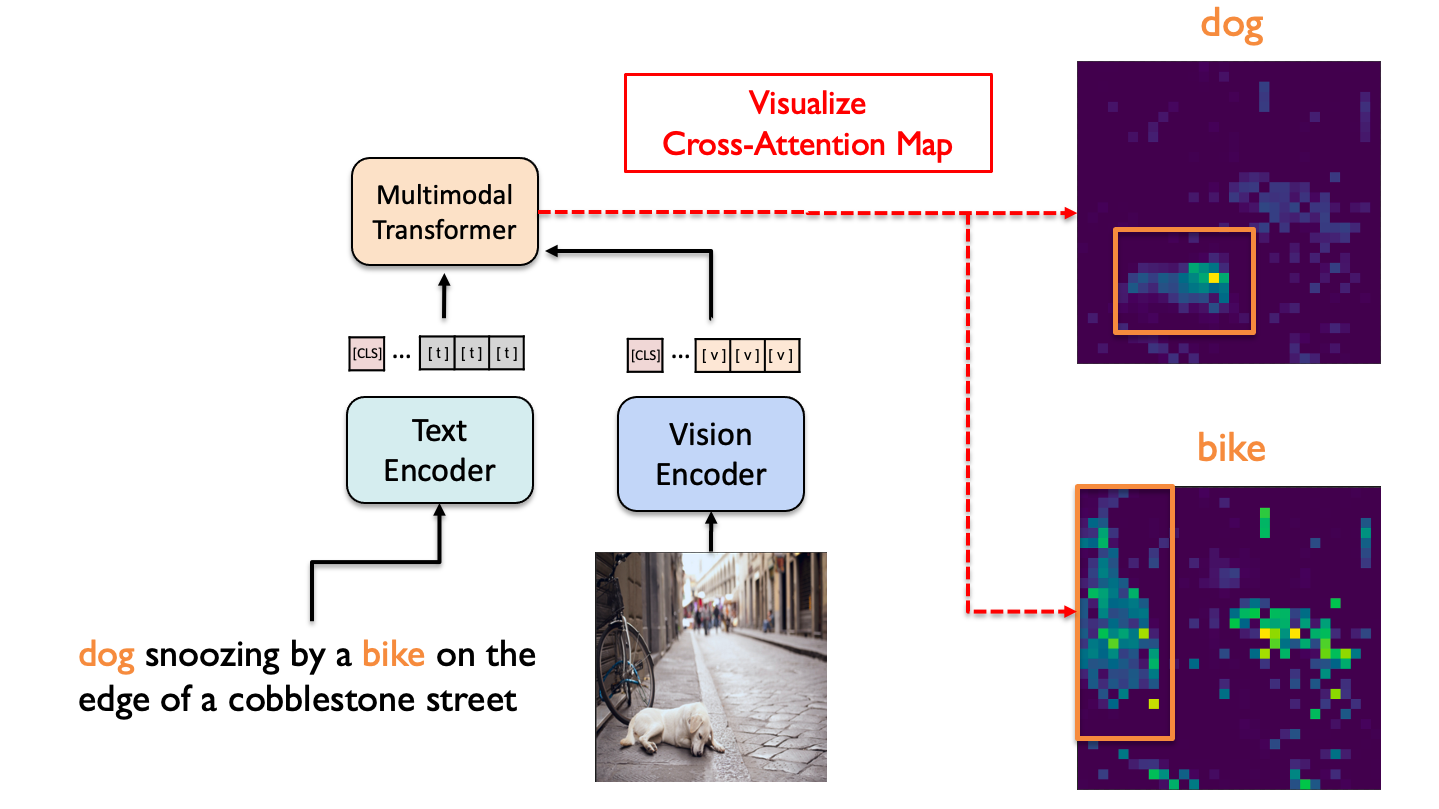 dog
Visualize
Cross-Attention Map
Multimodal
Transformer
[CLS] ... [ t ] [ t ] [ t ]
[CLS] ... [ v ] [ v ] [ v ]
Text
Encoder
Vision
Encoder
bike
dog snoozing by a bike on the
edge of a cobblestone street